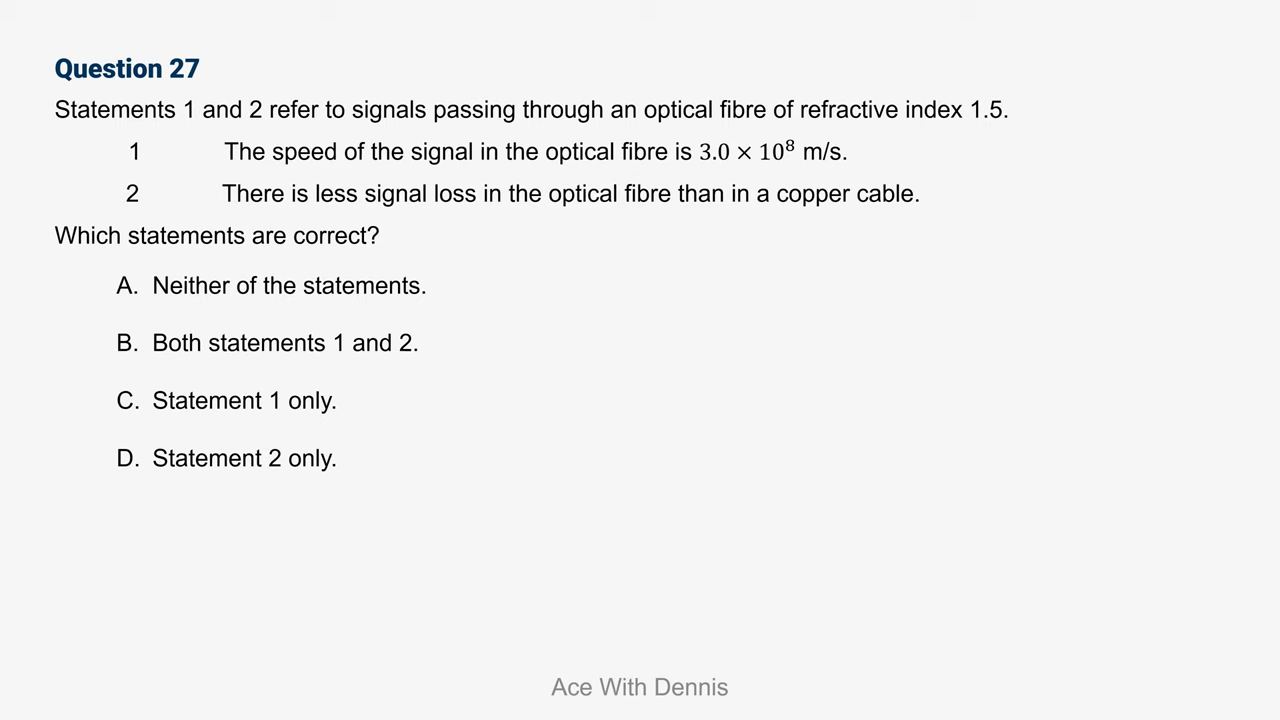 Question 27
Statements 1 and 2 refer to signals passing through an optical fibre of refractive index 1.5.
1 The speed of the signal in the optical fibre is 3.0 × 10⁸ m/s.
2 There is less signal loss in the optical fibre than in a copper cable.
Which statements are correct?
A. Neither of the statements.
B. Both statements 1 and 2.
C. Statement 1 only.
D. Statement 2 only.
Ace With Dennis